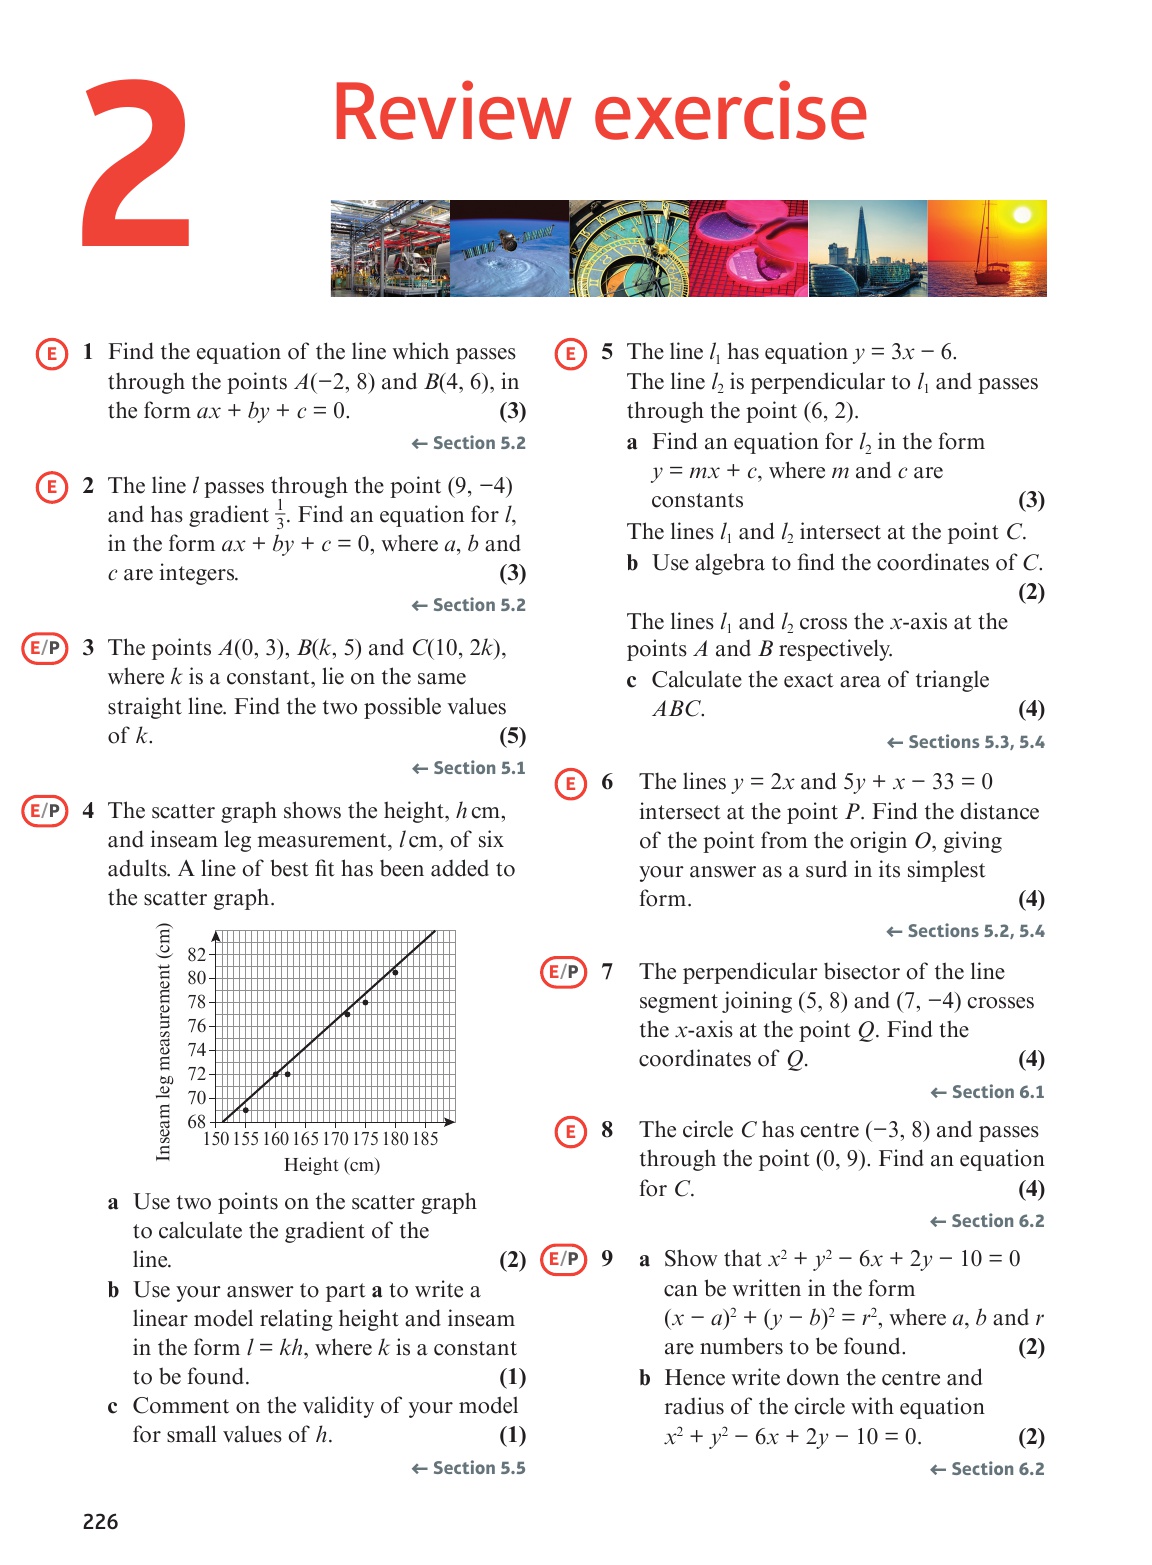 2
Review exercise
E 1 Find the equation of the line which passes
through the points A(−2, 8) and B(4, 6), in
the form ax + by + c = 0. (3)
← Section 5.2
E 2 The line l passes through the point (9, −4)
and has gradient 1/3. Find an equation for l,
in the form ax + by + c = 0, where a, b and
c are integers. (3)
← Section 5.2
E/P 3 The points A(0, 3), B(k, 5) and C(10, 2k),
where k is a constant, lie on the same
straight line. Find the two possible values
of k. (5)
← Section 5.1
E/P 4 The scatter graph shows the height, h cm,
and inseam leg measurement, l cm, of six
adults. A line of best fit has been added to
the scatter graph.
Inseam leg measurement (cm)
82
80
78
76
74
72
70
68
150 155 160 165 170 175 180 185
Height (cm)
a Use two points on the scatter graph
to calculate the gradient of the
line. (2)
b Use your answer to part a to write a
linear model relating height and inseam
in the form l = kh, where k is a constant
to be found. (1)
c Comment on the validity of your model
for small values of h. (1)
← Section 5.5
E 5 The line l₁ has equation y = 3x − 6.
The line l₂ is perpendicular to l₁ and passes
through the point (6, 2).
a Find an equation for l₂ in the form
y = mx + c, where m and c are
constants (3)
The lines l₁ and l₂ intersect at the point C.
b Use algebra to find the coordinates of C.
(2)
The lines l₁ and l₂ cross the x-axis at the
points A and B respectively.
c Calculate the exact area of triangle
ABC. (4)
← Sections 5.3, 5.4
E 6 The lines y = 2x and 5y + x − 33 = 0
intersect at the point P. Find the distance
of the point from the origin O, giving
your answer as a surd in its simplest
form. (4)
← Sections 5.2, 5.4
E/P 7 The perpendicular bisector of the line
segment joining (5, 8) and (7, −4) crosses
the x-axis at the point Q. Find the
coordinates of Q. (4)
← Section 6.1
E 8 The circle C has centre (−3, 8) and passes
through the point (0, 9). Find an equation
for C. (4)
← Section 6.2
E/P 9 a Show that x² + y² − 6x + 2y − 10 = 0
can be written in the form
(x − a)² + (y − b)² = r², where a, b and r
are numbers to be found. (2)
b Hence write down the centre and
radius of the circle with equation
x² + y² − 6x + 2y − 10 = 0. (2)
← Section 6.2
226